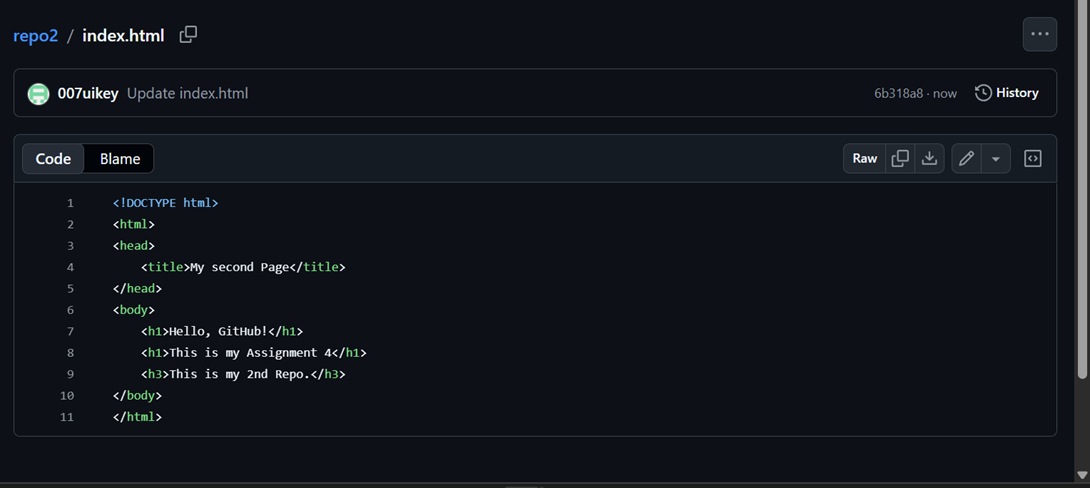 repo2 / index.html
007uikey Update index.html 6b318a8 · now History
Code Blame Raw
1 <!DOCTYPE html>
2 <html>
3 <head>
4     <title>My second Page</title>
5 </head>
6 <body>
7     <h1>Hello, GitHub!</h1>
8     <h1>This is my Assignment 4</h1>
9     <h3>This is my 2nd Repo.</h3>
10 </body>
11 </html>